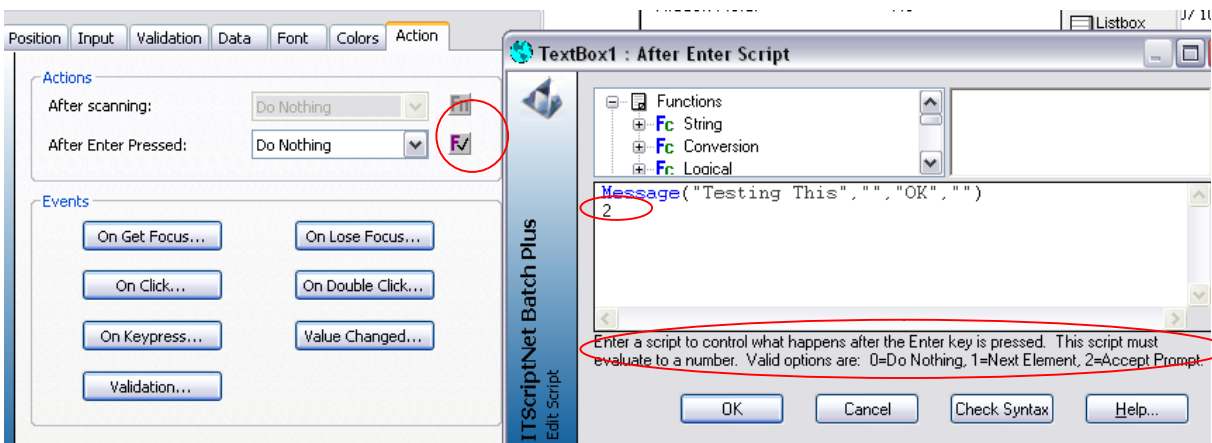 Listbox
Position Input Validation Data Font Colors Action
Actions
After scanning:
Do Nothing
After Enter Pressed:
Do Nothing
Events
On Get Focus...
On Lose Focus...
On Click...
On Double Click...
On Keypress...
Value Changed...
Validation...
TextBox1 : After Enter Script
Functions
Fc String
Fc Conversion
Fc Logical
Message("Testing This","","OK","")
2
Enter a script to control what happens after the Enter key is pressed. This script must
evaluate to a number. Valid options are: 0=Do Nothing, 1=Next Element, 2=Accept Prompt.
OK
Cancel
Check Syntax
Help...
ITScriptNet Batch Plus
Edit Script